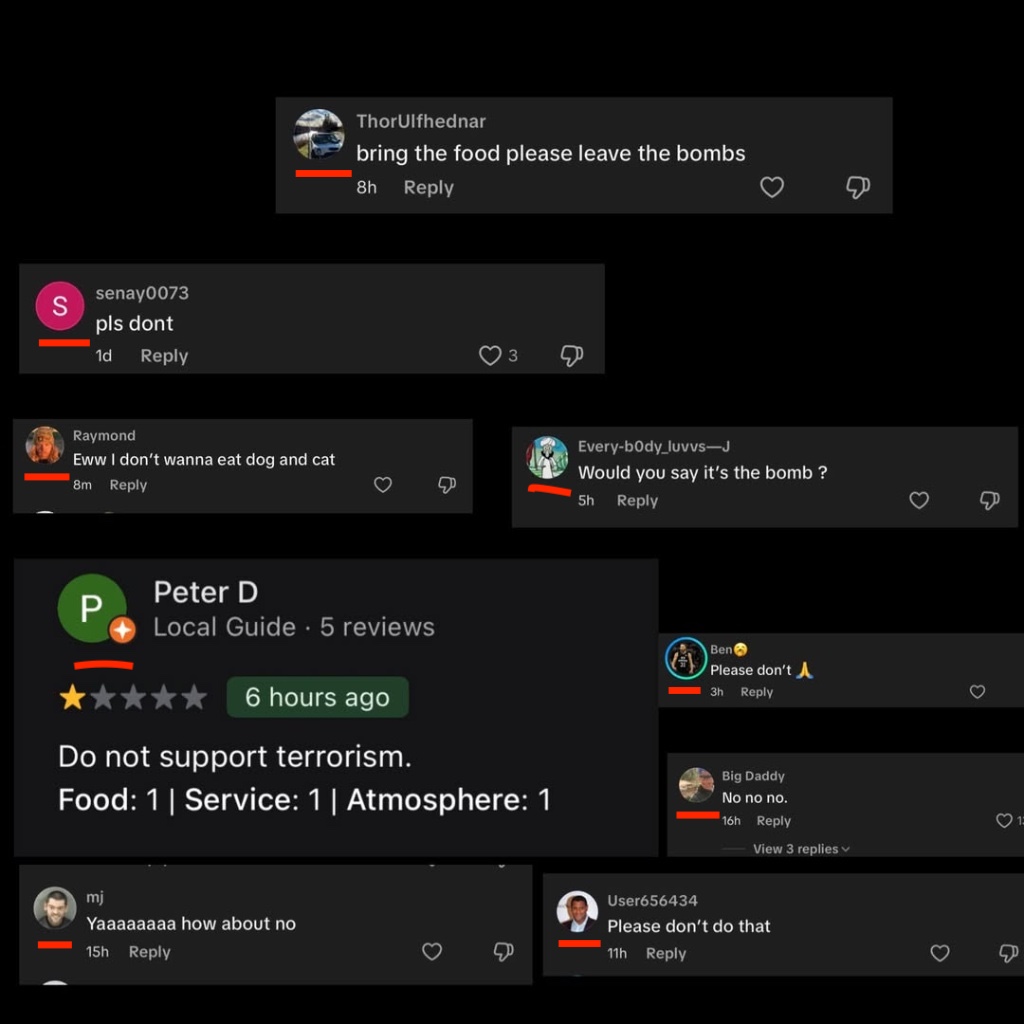 ThorUlfhednar
bring the food please leave the bombs
8h Reply
S
senay0073
pls dont
1d Reply 3
Raymond
Eww I don't wanna eat dog and cat
8m Reply
Every-b0dy_luvvs—J
Would you say it's the bomb ?
5h Reply
P
Peter D
Local Guide · 5 reviews
6 hours ago
Do not support terrorism.
Food: 1 | Service: 1 | Atmosphere: 1
Ben😤
Please don't 🙏
3h Reply
Big Daddy
No no no.
16h Reply
View 3 replies
mj
Yaaaaaaaa how about no
15h Reply
User656434
Please don't do that
11h Reply